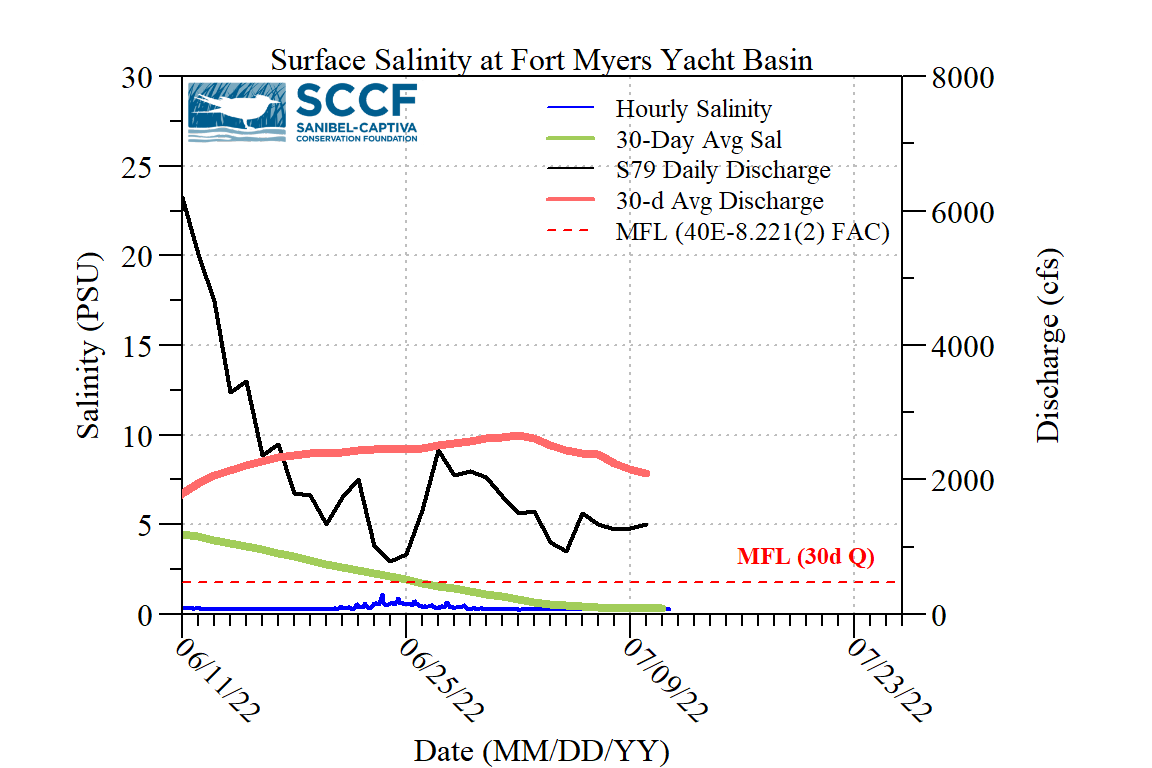 Surface Salinity at Fort Myers Yacht Basin
SCCF
SANIBEL-CAPTIVA
CONSERVATION FOUNDATION
Hourly Salinity
30-Day Avg Sal
S79 Daily Discharge
30-d Avg Discharge
MFL (40E-8.221(2) FAC)
30
25
20
15
10
5
0
Salinity (PSU)
8000
6000
4000
2000
0
Discharge (cfs)
MFL (30d Q)
06/11/22
06/25/22
07/09/22
07/23/22
Date (MM/DD/YY)